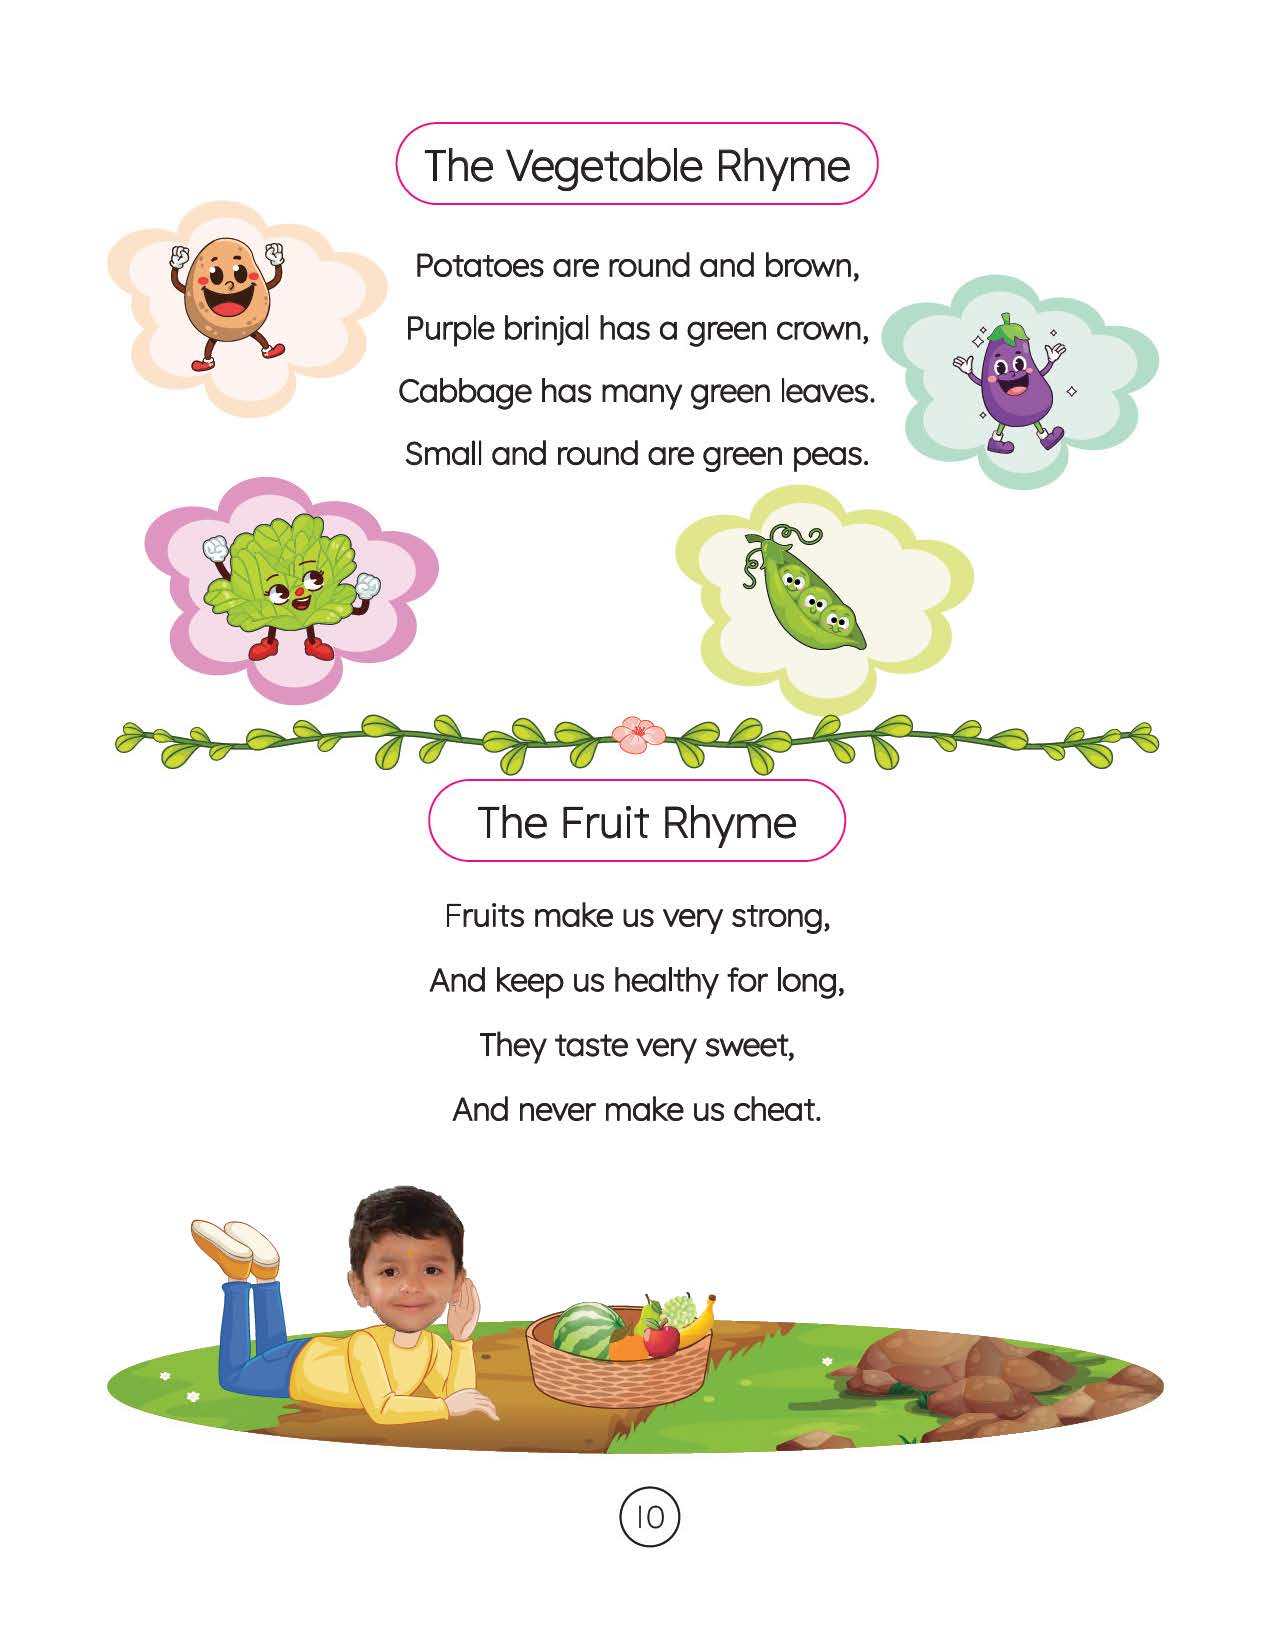 The Vegetable Rhyme
Potatoes are round and brown,
Purple brinjal has a green crown,
Cabbage has many green leaves.
Small and round are green peas.
The Fruit Rhyme
Fruits make us very strong,
And keep us healthy for long,
They taste very sweet,
And never make us cheat.
10